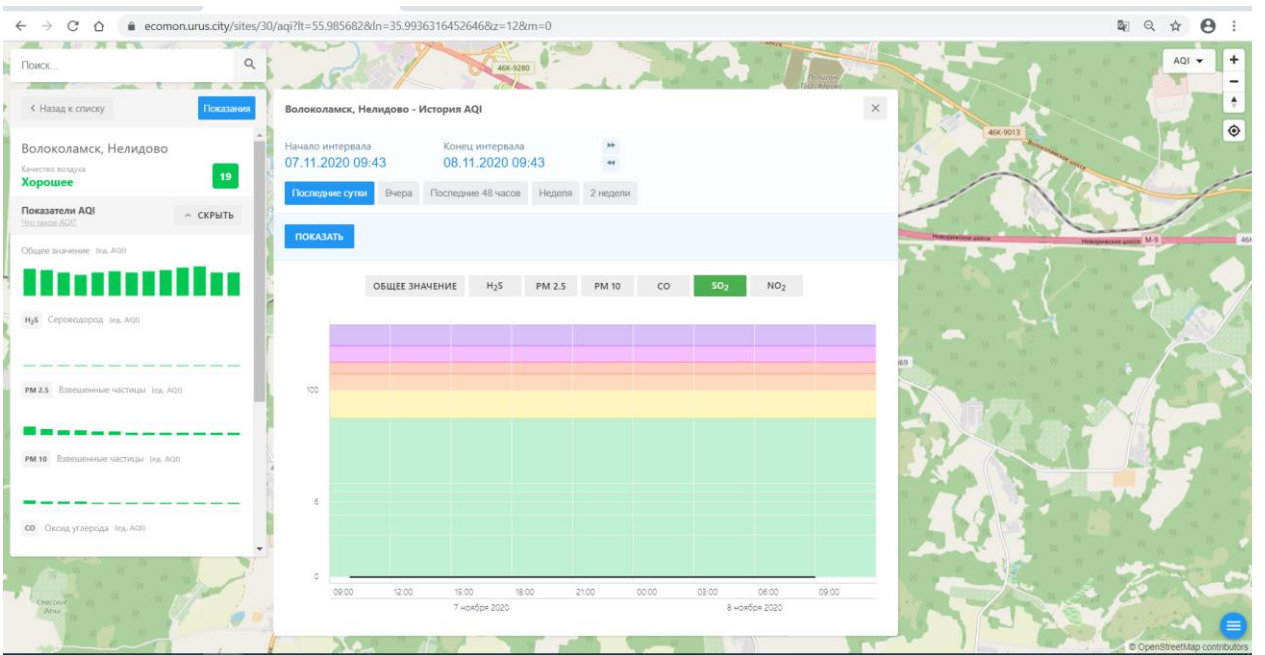 ecomon.urus.city/sites/30/aqi?lt=55.985682&ln=35.9936316452646&z=12&m=0
Поиск...
46К-9280
AQI
< Назад к списку
Показания
Волоколамск, Нелидово - История AQI
46К-9013
Волоколамск, Нелидово
Качество воздуха
Хорошее
19
Начало интервала
Конец интервала
07.11.2020 09:43
08.11.2020 09:43
Последние сутки
Вчера
Последние 48 часов
Неделя
2 недели
Показатели AQI
Что такое AQI?
СКРЫТЬ
ПОКАЗАТЬ
Новорижское шоссе
Новорижское шоссе
М-9
Общее значение (ед. AQI)
ОБЩЕЕ ЗНАЧЕНИЕ
H₂S
PM 2.5
PM 10
CO
SO₂
NO₂
H₂S Сероводород (ед. AQI)
PM 2.5 Взвешенные частицы (ед. AQI)
100
PM 10 Взвешенные частицы (ед. AQI)
6
CO Оксид углерода (ед. AQI)
0
09:00
12:00
15:00
18:00
21:00
00:00
03:00
06:00
09:00
7 ноября 2020
8 ноября 2020
Спасские
дачи
© OpenStreetMap contributors